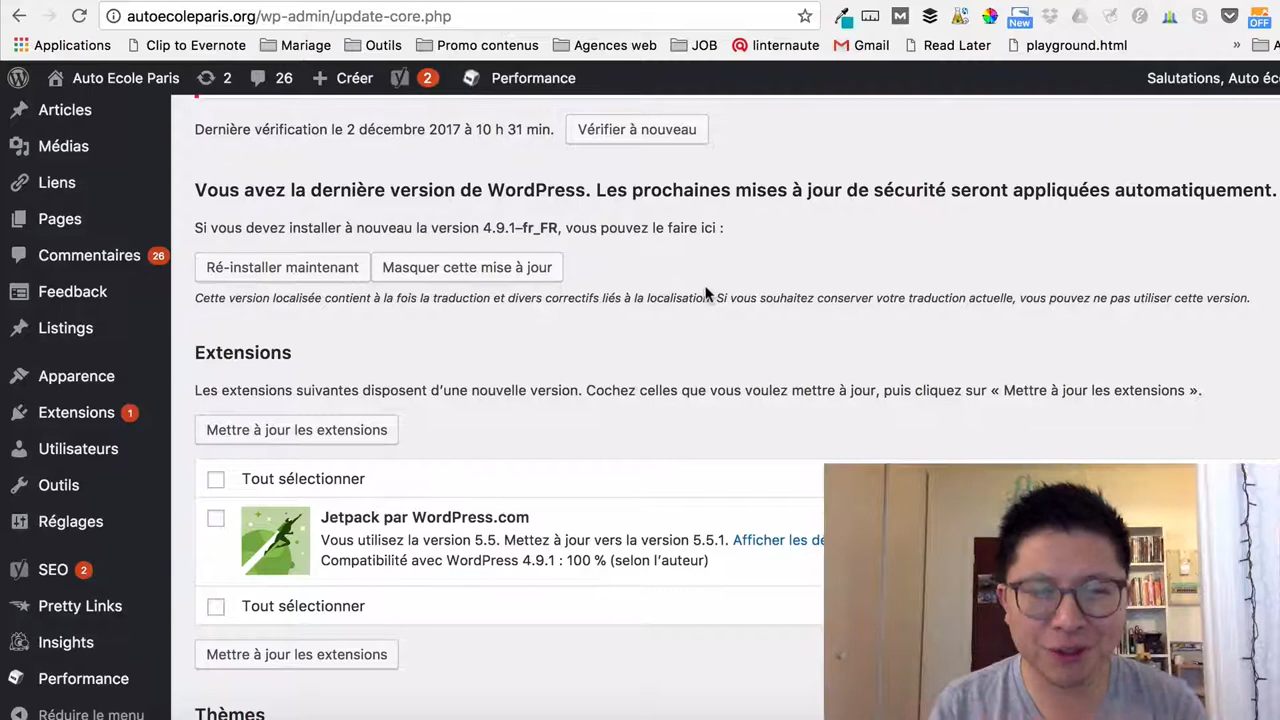 autoecoleparis.org/wp-admin/update-core.php
New
OFF
Applications Clip to Evernote Mariage Outils Promo contenus Agences web JOB linternaute Gmail Read Later playground.html » A
Auto Ecole Paris 2 26 Créer 2 Performance Salutations, Auto éc
Articles
Médias
Liens
Pages
Commentaires 26
Feedback
Listings
Apparence
Extensions 1
Utilisateurs
Outils
Réglages
SEO 2
Pretty Links
Insights
Performance
Réduire le menu
Dernière vérification le 2 décembre 2017 à 10 h 31 min. Vérifier à nouveau
Vous avez la dernière version de WordPress. Les prochaines mises à jour de sécurité seront appliquées automatiquement.
Si vous devez installer à nouveau la version 4.9.1–fr_FR, vous pouvez le faire ici :
Ré-installer maintenant Masquer cette mise à jour
Cette version localisée contient à la fois la traduction et divers correctifs liés à la localisation. Si vous souhaitez conserver votre traduction actuelle, vous pouvez ne pas utiliser cette version.
Extensions
Les extensions suivantes disposent d’une nouvelle version. Cochez celles que vous voulez mettre à jour, puis cliquez sur « Mettre à jour les extensions ».
Mettre à jour les extensions
Tout sélectionner
Jetpack par WordPress.com
Vous utilisez la version 5.5. Mettez à jour vers la version 5.5.1. Afficher les dé
Compatibilité avec WordPress 4.9.1 : 100 % (selon l’auteur)
Tout sélectionner
Mettre à jour les extensions
Thèmes